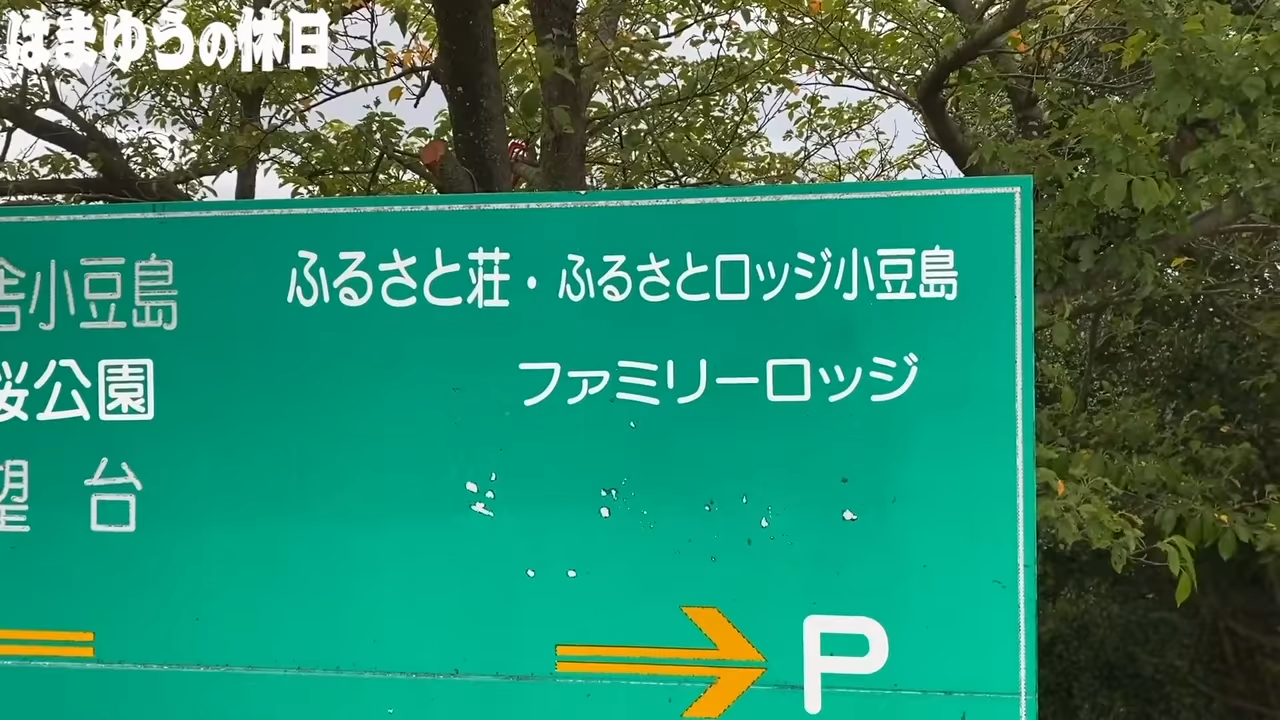 はまゆうの休日
舎小豆島
ふるさと荘・ふるさとロッジ小豆島
桜公園
ファミリーロッジ
望 台
P